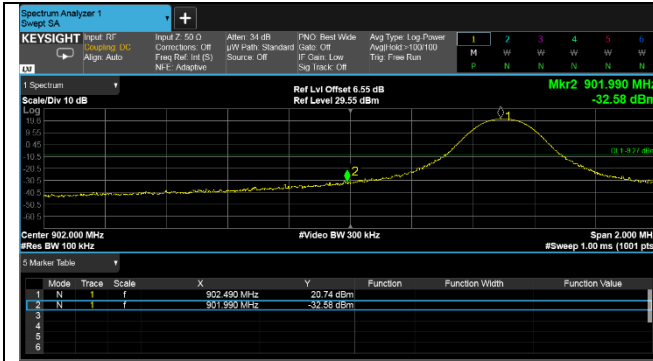 Spectrum Analyzer 1
Swept SA
+
KEYSIGHT Input: RF Input Z: 50 Ω Atten: 34 dB PNO: Best Wide Avg Type: Log-Power 1 2 3 4 5 6
Coupling: DC Corrections: Off µW Path: Standard Gate: Off Avg|Hold:>100/100 M W W W W W
Align: Auto Freq Ref: Int (S) Source: Off IF Gain: Low Trig: Free Run
NFE: Adaptive Sig Track: Off P N N N N N
LXI
1 Spectrum Ref Lvl Offset 6.55 dB Mkr2 901.990 MHz
Scale/Div 10 dB Ref Level 29.55 dBm -32.58 dBm
Log
19.6
9.55
0.45
-10.5
-20.5
-30.5
-40.5
-50.5
-60.5
1
2
DL1 -9.27 dBm
Center 902.000 MHz #Video BW 300 kHz Span 2.000 MHz
#Res BW 100 kHz #Sweep 1.00 ms (1001 pts
5 Marker Table
Mode Trace Scale X Y Function Function Width Function Value
1 N 1 f 902.490 MHz 20.74 dBm
2 N 1 f 901.990 MHz -32.58 dBm
3
4
5
6